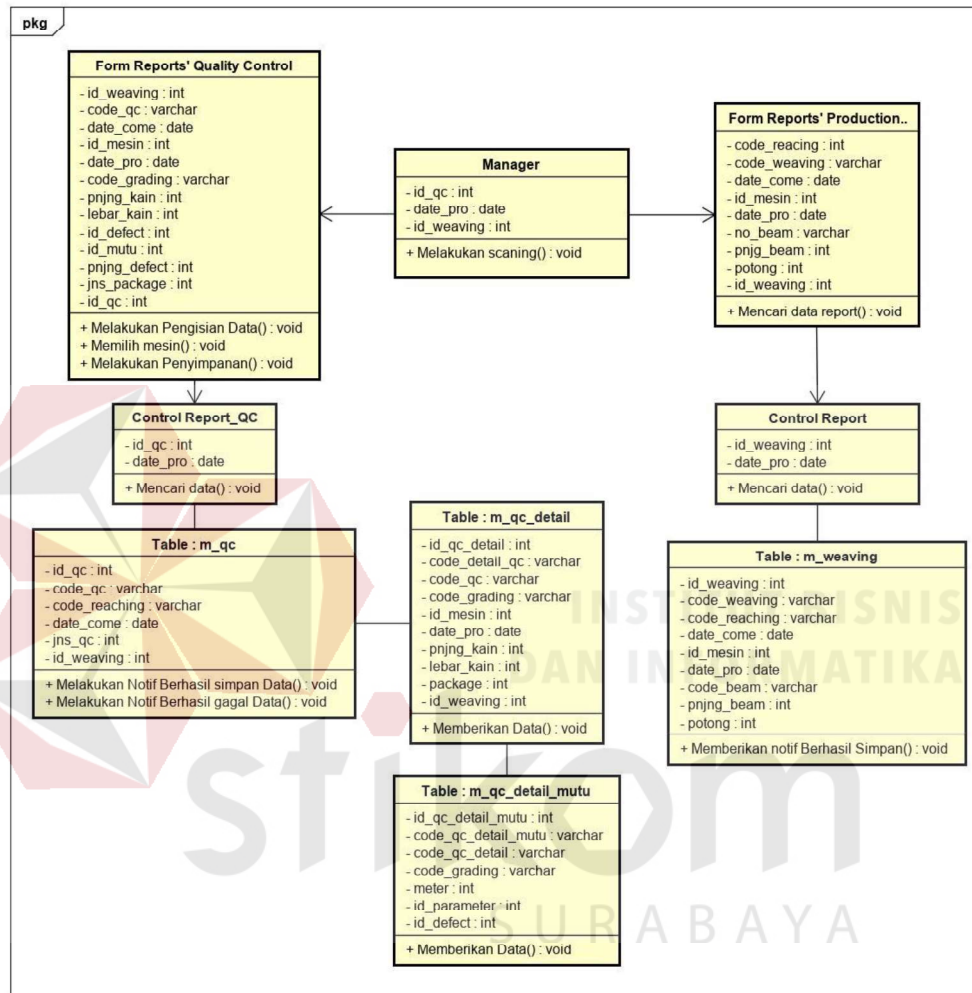 pkg
Form Reports' Quality Control
- id_weaving : int
- code_qc : varchar
- date_come : date
- id_mesin : int
- date_pro : date
- code_grading : varchar
- pnjng_kain : int
- lebar_kain : int
- id_defect : int
- id_mutu : int
- pnjng_defect : int
- jns_package : int
- id_qc : int
+ Melakukan Pengisian Data() : void
+ Memilih mesin() : void
+ Melakukan Penyimpanan() : void
Manager
- id_qc : int
- date_pro : date
- id_weaving : int
+ Melakukan scaning() : void
Form Reports' Production..
- code_reacing : int
- code_weaving : varchar
- date_come : date
- id_mesin : int
- date_pro : date
- no_beam : varchar
- pnjg_beam : int
- potong : int
- id_weaving : int
+ Mencari data report() : void
Control Report_QC
- id_qc : int
- date_pro : date
+ Mencari data() : void
Control Report
- id_weaving : int
- date_pro : date
+ Mencari data() : void
Table : m_qc
- id_qc : int
- code_qc : varchar
- code_reaching : varchar
- date_come : date
- jns_qc : int
- id_weaving : int
+ Melakukan Notif Berhasil simpan Data() : void
+ Melakukan Notif Berhasil gagal Data() : void
Table : m_qc_detail
- id_qc_detail : int
- code_detail_qc : varchar
- code_qc : varchar
- code_grading : varchar
- id_mesin : int
- date_pro : date
- pnjng_kain : int
- lebar_kain : int
- package : int
- id_weaving : int
+ Memberikan Data() : void
Table : m_weaving
- id_weaving : int
- code_weaving : varchar
- code_reaching : varchar
- date_come : date
- id_mesin : int
- date_pro : date
- code_beam : varchar
- pnjng_beam : int
- potong : int
+ Memberikan notif Berhasil Simpan() : void
Table : m_qc_detail_mutu
- id_qc_detail_mutu : int
- code_qc_detail_mutu : varchar
- code_qc_detail : varchar
- code_grading : varchar
- meter : int
- id_parameter : int
- id_defect : int
+ Memberikan Data() : void
INSTITUT BISNIS
DAN INFORMATIKA
stikom
SURABAYA